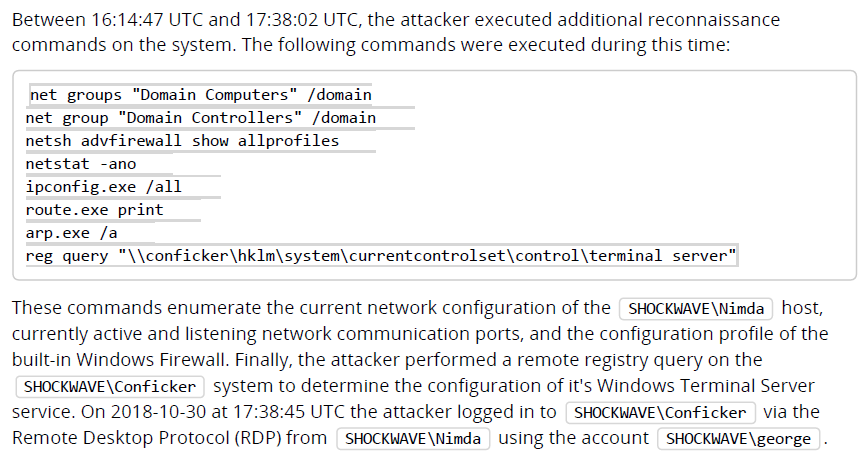 Between 16:14:47 UTC and 17:38:02 UTC, the attacker executed additional reconnaissance
commands on the system. The following commands were executed during this time:
net groups "Domain Computers" /domain
net group "Domain Controllers" /domain
netsh advfirewall show allprofiles
netstat -ano
ipconfig.exe /all
route.exe print
arp.exe /a
reg query "\\conficker\hklm\system\currentcontrolset\control\terminal server"
These commands enumerate the current network configuration of the SHOCKWAVE\Nimda host,
currently active and listening network communication ports, and the configuration profile of the
built-in Windows Firewall. Finally, the attacker performed a remote registry query on the
SHOCKWAVE\Conficker system to determine the configuration of it's Windows Terminal Server
service. On 2018-10-30 at 17:38:45 UTC the attacker logged in to SHOCKWAVE\Conficker via the
Remote Desktop Protocol (RDP) from SHOCKWAVE\Nimda using the account SHOCKWAVE\george.